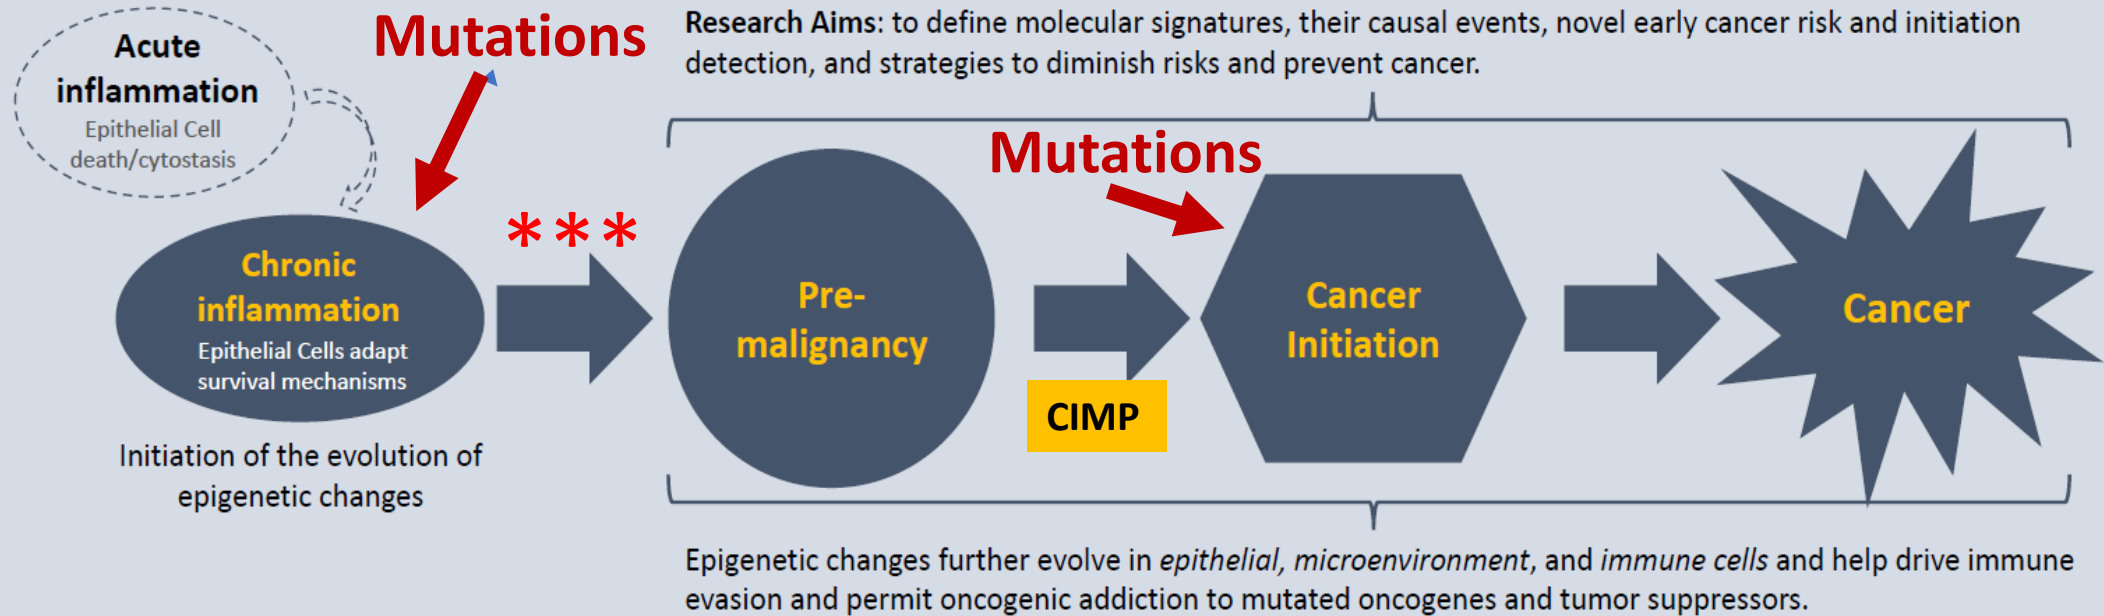 Acute
inflammation
Epithelial Cell
death/cytostasis
Mutations
Research Aims: to define molecular signatures, their causal events, novel early cancer risk and initiation
detection, and strategies to diminish risks and prevent cancer.
Mutations
***
Chronic
inflammation
Epithelial Cells adapt
survival mechanisms
Pre-
malignancy
Cancer
Initiation
Cancer
CIMP
Initiation of the evolution of
epigenetic changes
Epigenetic changes further evolve in epithelial, microenvironment, and immune cells and help drive immune
evasion and permit oncogenic addiction to mutated oncogenes and tumor suppressors.